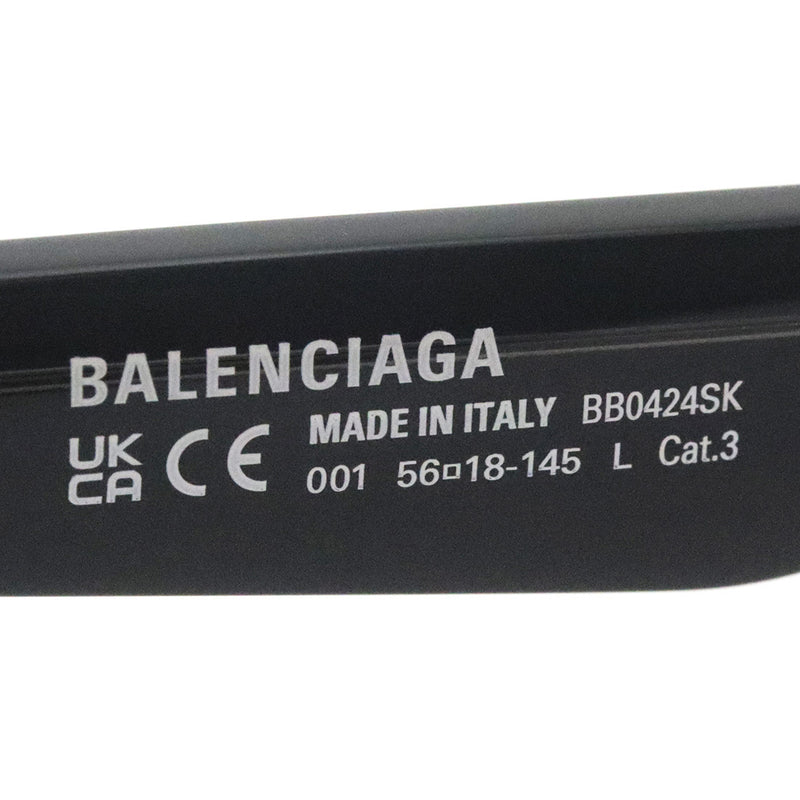 BALENCIAGA
UK
CA
CE
MADE IN ITALY BB0424SK
001 56□18-145 L Cat.3